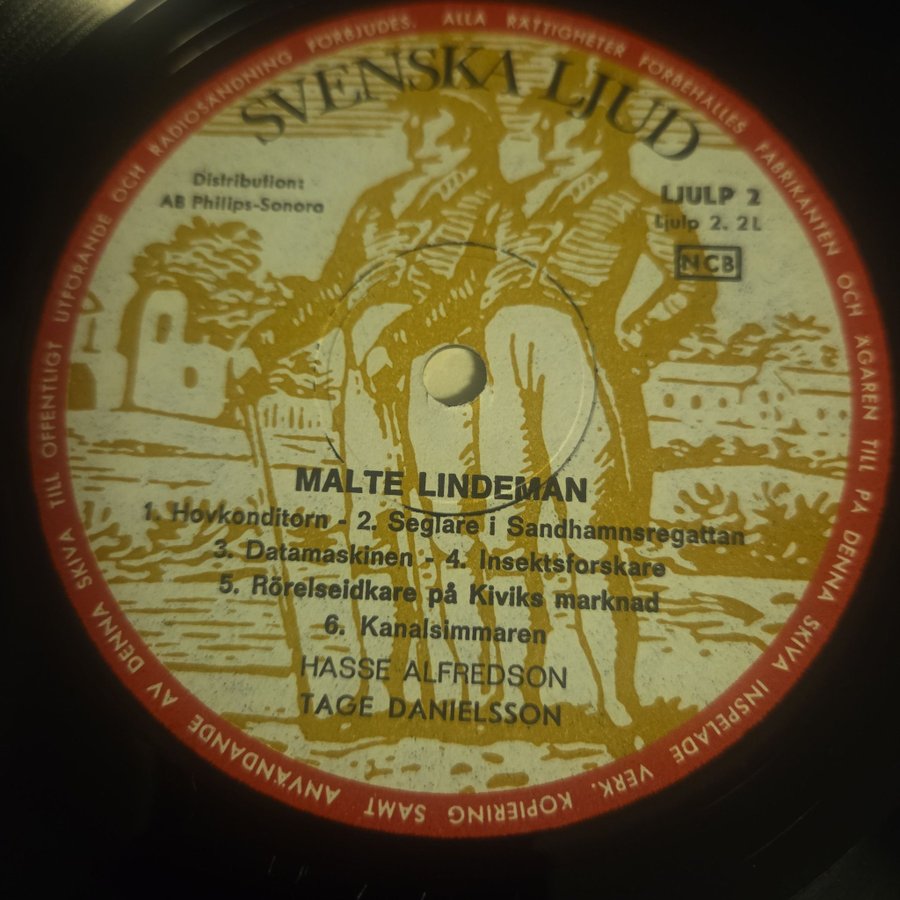 SVENSKA LJUD
Distribution:
AB Philips-Sonora
LJULP 2
Ljulp 2. 2L
NCB
MALTE LINDEMAN
1. Hovkonditorn - 2. Seglare i Sandhamnsregattan
3. Datamaskinen - 4. Insektsforskare
5. Rörelseidkare på Kiviks marknad
6. Kanalsimmaren
HASSE ALFREDSON
TAGE DANIELSSON
ALLA RÄTTIGHETER FÖRBEHÅLLES FABRIKANTEN OCH ÄGAREN TILL PÅ DENNA SKIVA INSPELADE VERK. KOPIERING SAMT ANVÄNDANDE AV DENNA SKIVA TILL OFFENTLIGT UTFÖRANDE OCH RADIOSÄNDNING FÖRBJUDES.